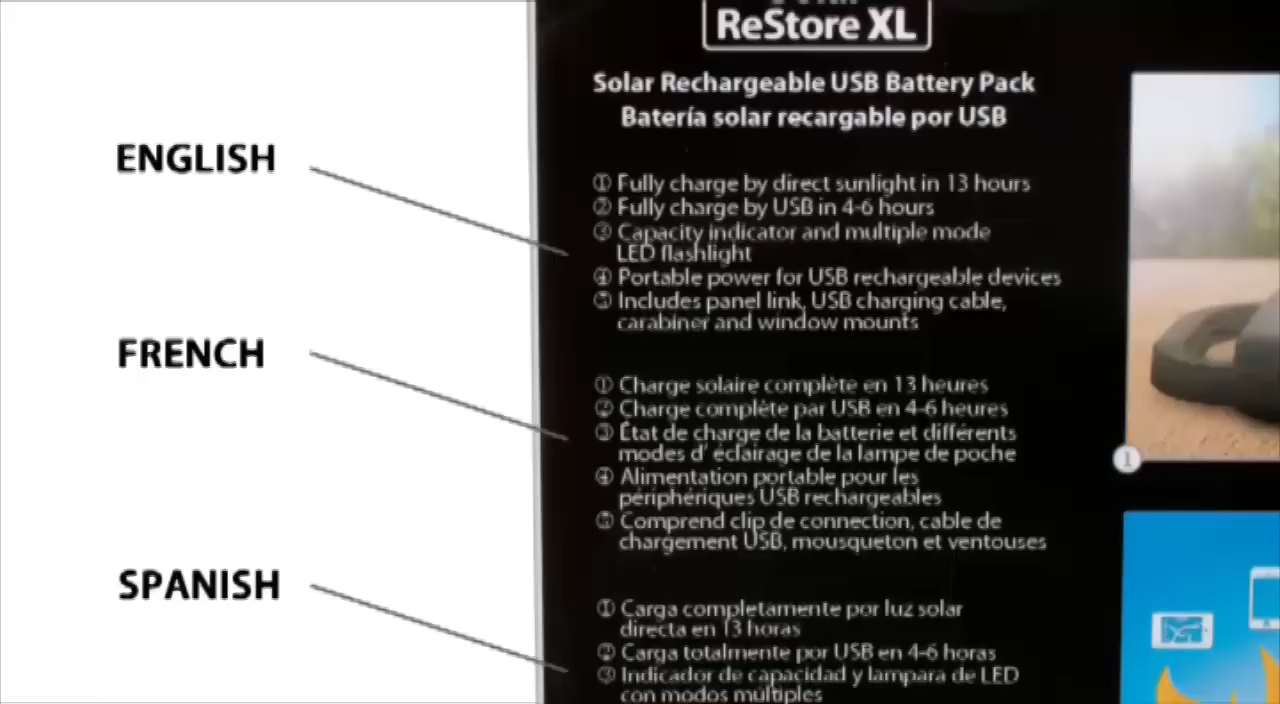 ReStore XL
Solar Rechargeable USB Battery Pack
Batería solar recargable por USB
ENGLISH
① Fully charge by direct sunlight in 13 hours
② Fully charge by USB in 4-6 hours
③ Capacity indicator and multiple mode
LED flashlight
④ Portable power for USB rechargeable devices
⑤ Includes panel link, USB charging cable,
carabiner and window mounts
FRENCH
① Charge solaire complète en 13 heures
② Charge complète par USB en 4-6 heures
③ État de charge de la batterie et différents
modes d' éclairage de la lampe de poche
④ Alimentation portable pour les
périphériques USB rechargeables
⑤ Comprend clip de connection, cable de
chargement USB, mousqueton et ventouses
SPANISH
① Carga completamente por luz solar
directa en 13 horas
② Carga totalmente por USB en 4-6 horas
③ Indicador de capacidad y lampara de LED
con modos múltiples
①